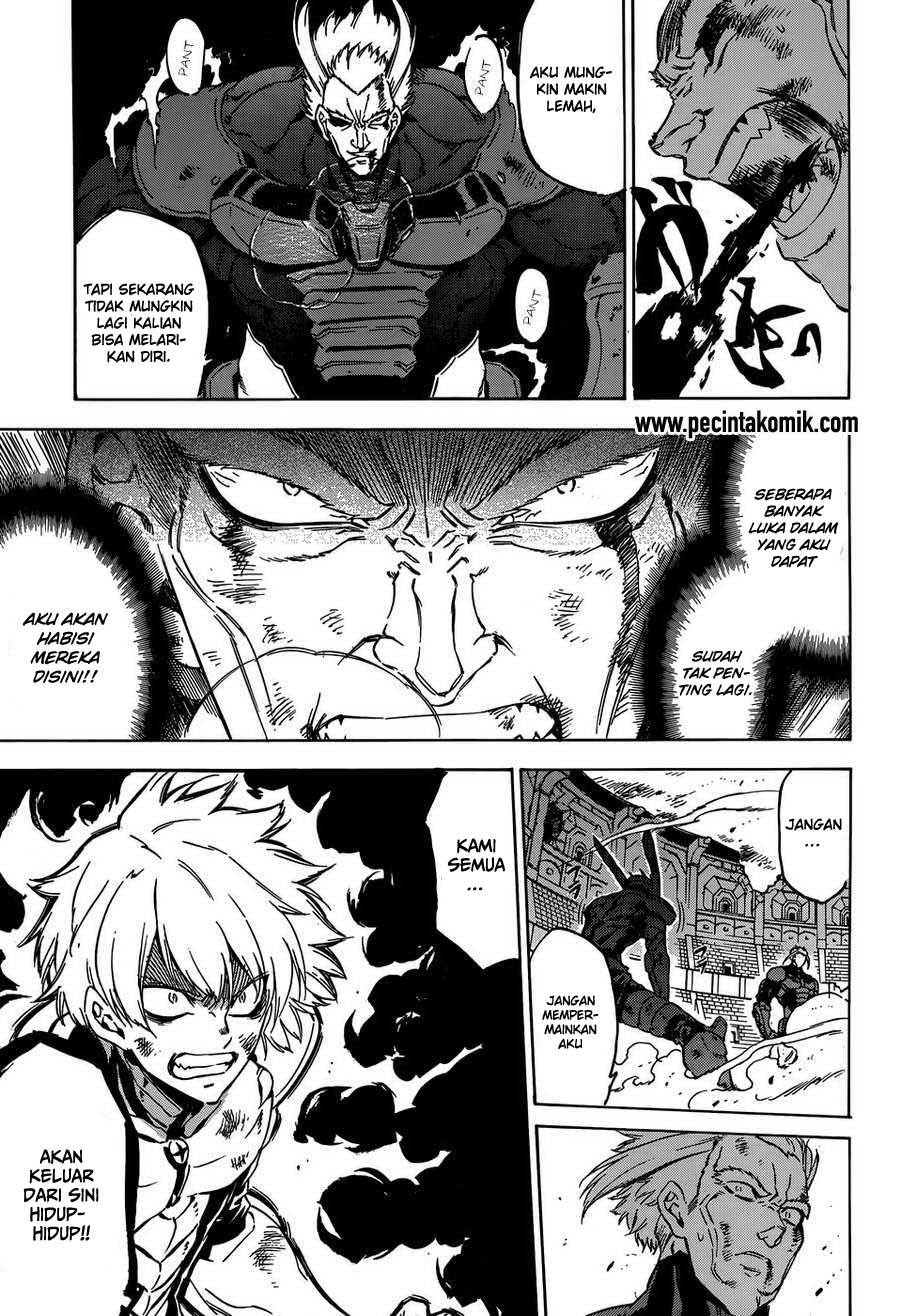 AKU MUNG-
KIN MAKIN
LEMAH,
PANT
PANT
PANT
TAPI SEKARANG
TIDAK MUNGKIN
LAGI KALIAN
BISA MELARI-
KAN DIRI.
www.pecintakomik.com
SEBERAPA
BANYAK
LUKA DALAM
YANG AKU
DAPAT
SUDAH
TAK PEN-
TING LAGI.
AKU AKAN
HABISI
MEREKA
DISINI!!
JANGAN
...
JANGAN
MEMPER-
MAINKAN
AKU
KAMI
SEMUA
...
AKAN
KELUAR
DARI SINI
HIDUP-
HIDUP!!